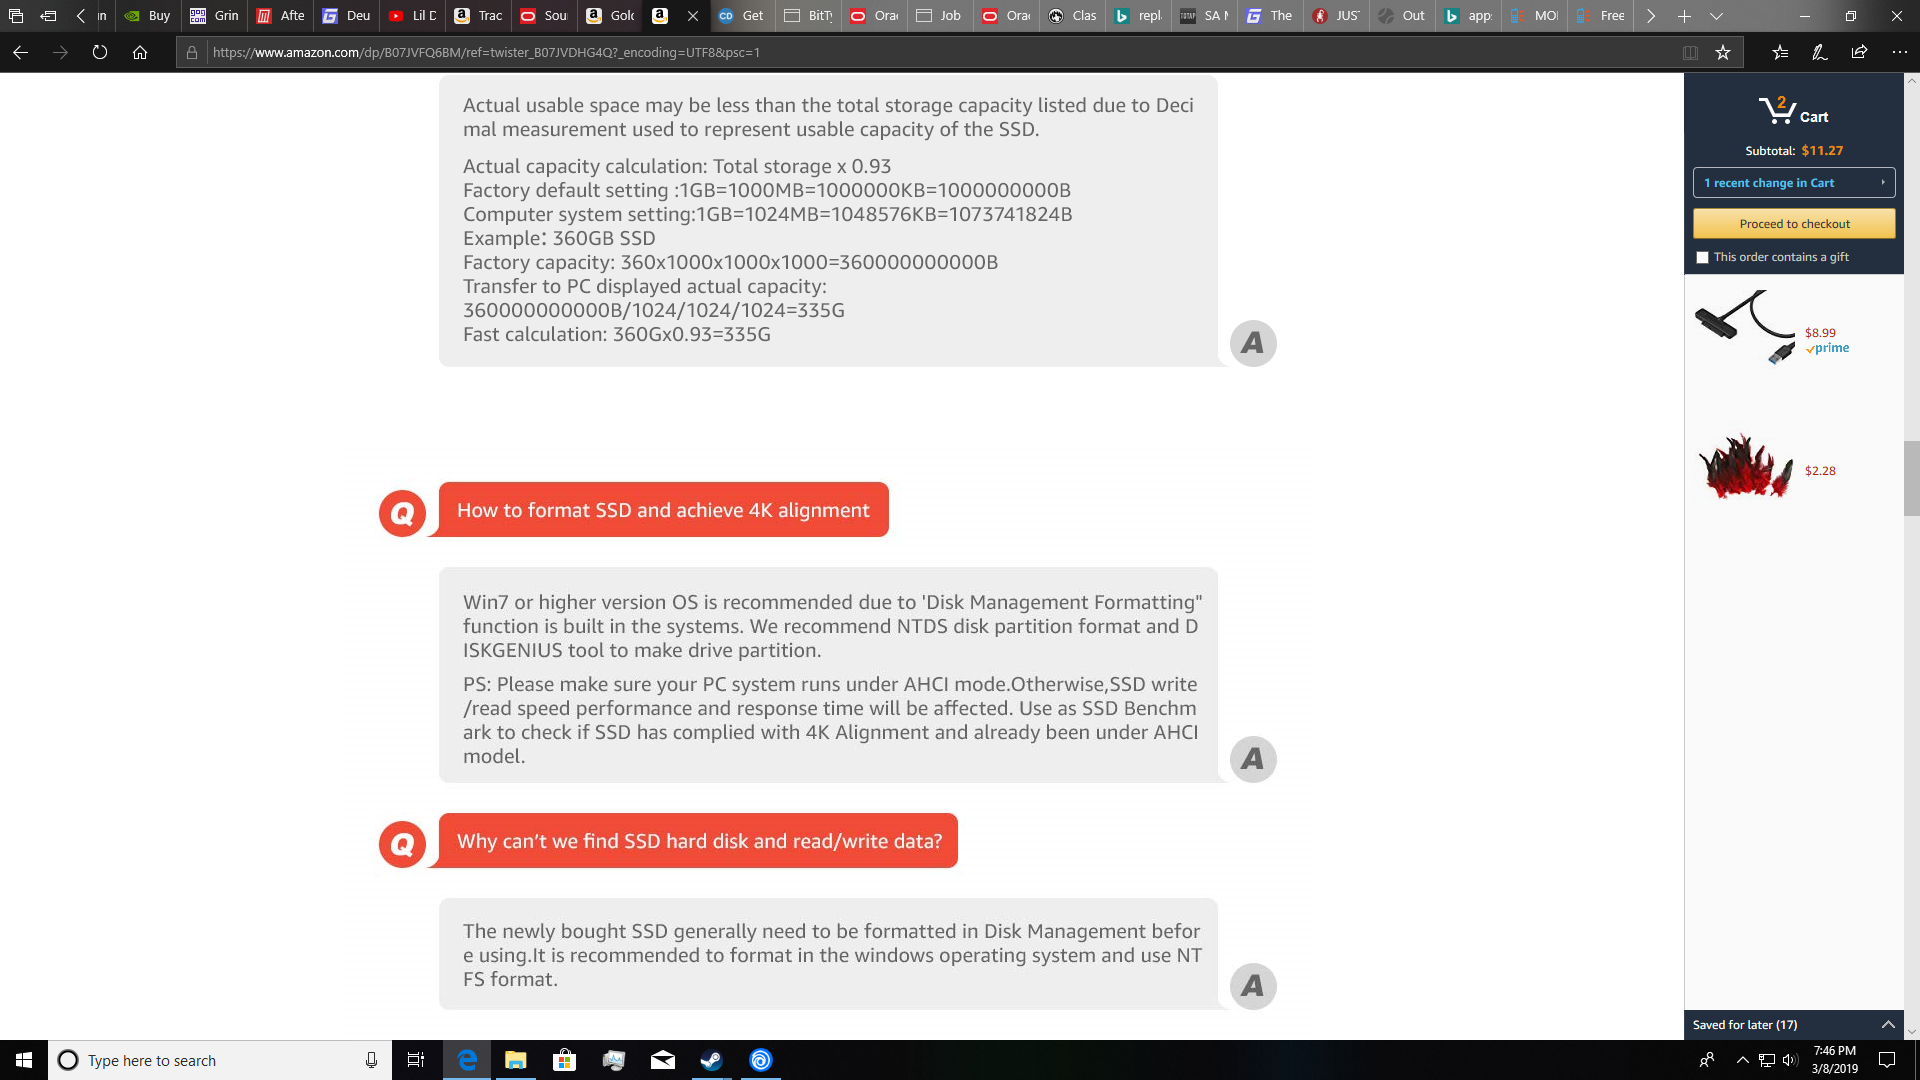 n
Buy
Grin
Afte
Deu
Lil D
Trac
Sou
Gold
Get
BitTy
Orac
Job
Orac
Clas
repl
SA M
The
JUST
Out
app
MO
Free
https://www.amazon.com/dp/B07JVFQ6BM/ref=twister_B07JVDHG4Q?_encoding=UTF8&psc=1
Actual usable space may be less than the total storage capacity listed due to Deci
mal measurement used to represent usable capacity of the SSD.
Actual capacity calculation: Total storage x 0.93
Factory default setting :1GB=1000MB=1000000KB=1000000000B
Computer system setting:1GB=1024MB=1048576KB=1073741824B
Example: 360GB SSD
Factory capacity: 360x1000x1000x1000=360000000000B
Transfer to PC displayed actual capacity:
360000000000B/1024/1024/1024=335G
Fast calculation: 360Gx0.93=335G
A
Q
How to format SSD and achieve 4K alignment
Win7 or higher version OS is recommended due to 'Disk Management Formatting"
function is built in the systems. We recommend NTDS disk partition format and D
ISKGENIUS tool to make drive partition.
PS: Please make sure your PC system runs under AHCI mode.Otherwise,SSD write
/read speed performance and response time will be affected. Use as SSD Benchm
ark to check if SSD has complied with 4K Alignment and already been under AHCI
model.
A
Q
Why can't we find SSD hard disk and read/write data?
The newly bought SSD generally need to be formatted in Disk Management befor
e using.It is recommended to format in the windows operating system and use NT
FS format.
A
2
Cart
Subtotal: $11.27
1 recent change in Cart
Proceed to checkout
This order contains a gift
$8.99
prime
$2.28
Saved for later (17)
Type here to search
7:46 PM
3/8/2019